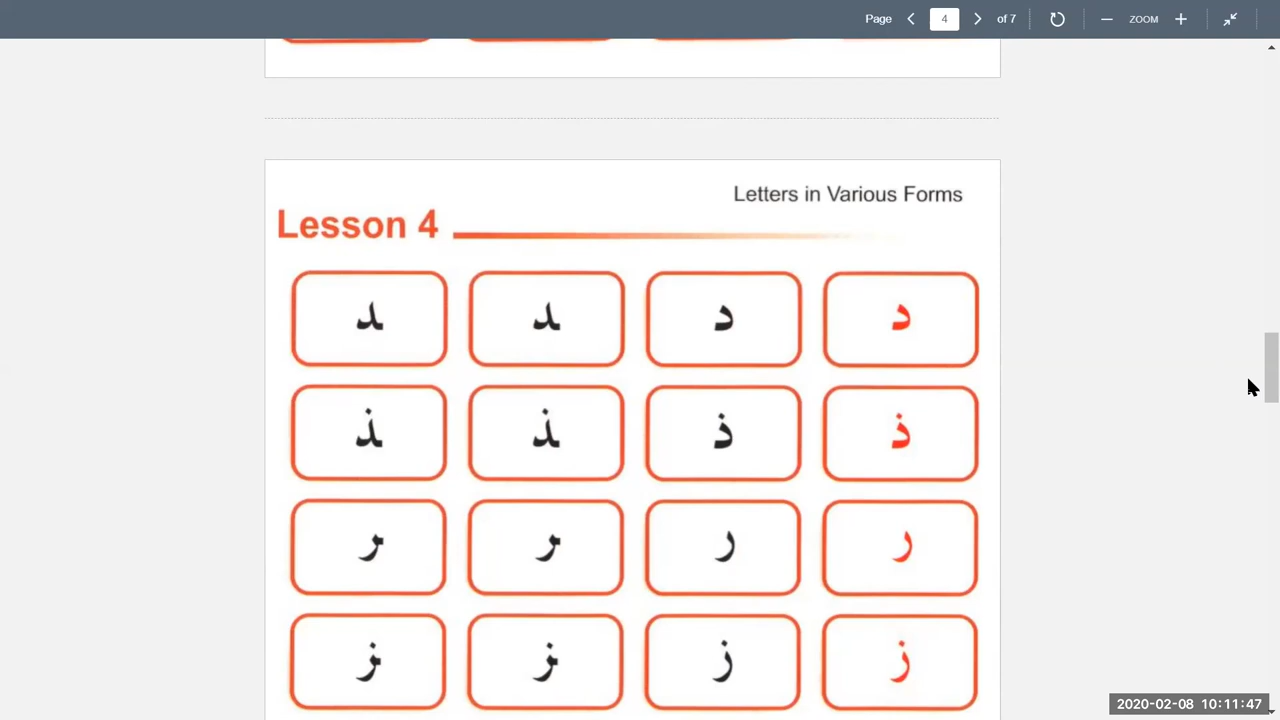 Page 4 of 7 ZOOM
Letters in Various Forms
Lesson 4
د د ـد ـد
ذ ذ ـذ ـذ
ر ر ـر ـر
ز ز ـز ـز
2020-02-08 10:11:47